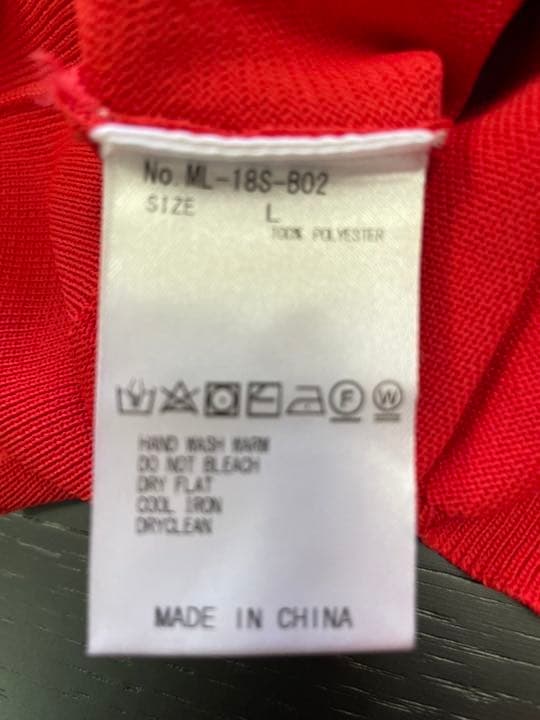 No.ML-18S-B02
SIZE L
100% POLYESTER
F W
HAND WASH WARM
DO NOT BLEACH
DRY FLAT
COOL IRON
DRYCLEAN
MADE IN CHINA